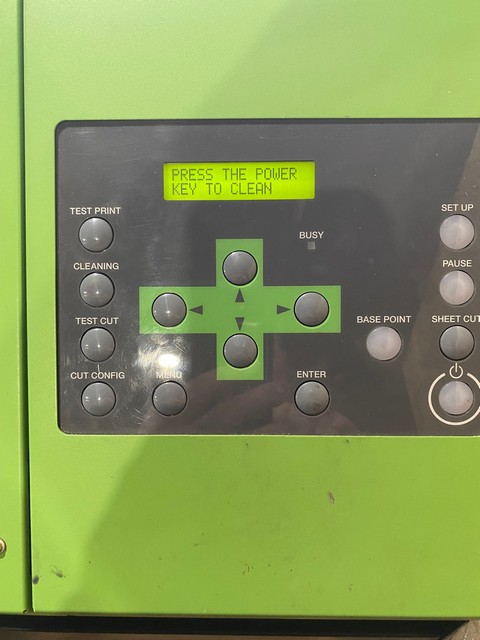 PRESS THE POWER
KEY TO CLEAN
TEST PRINT
SET UP
BUSY
CLEANING
PAUSE
TEST CUT
BASE POINT
SHEET CUT
CUT CONFIG
MENU
ENTER